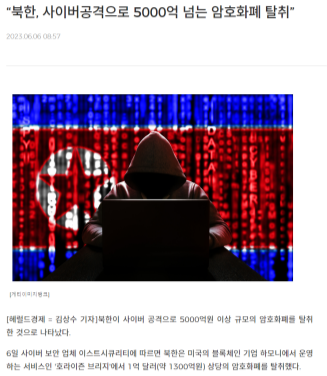 “북한, 사이버공격으로 5000억 넘는 암호화폐 탈취”
2023.06.06 08:57
[게티이미지뱅크]
[헤럴드경제 = 김상수 기자]북한이 사이버 공격으로 5000억원 이상 규모의 암호화폐를 탈취
한 것으로 나타났다.
6일 사이버 보안 업체 이스트시큐리티에 따르면 북한은 미국의 블록체인 기업 하모니에서 운영
하는 서비스인 ‘호라이즌 브리지’에서 1억 달러(약 1300억원) 상당의 암호화폐를 탈취했다.